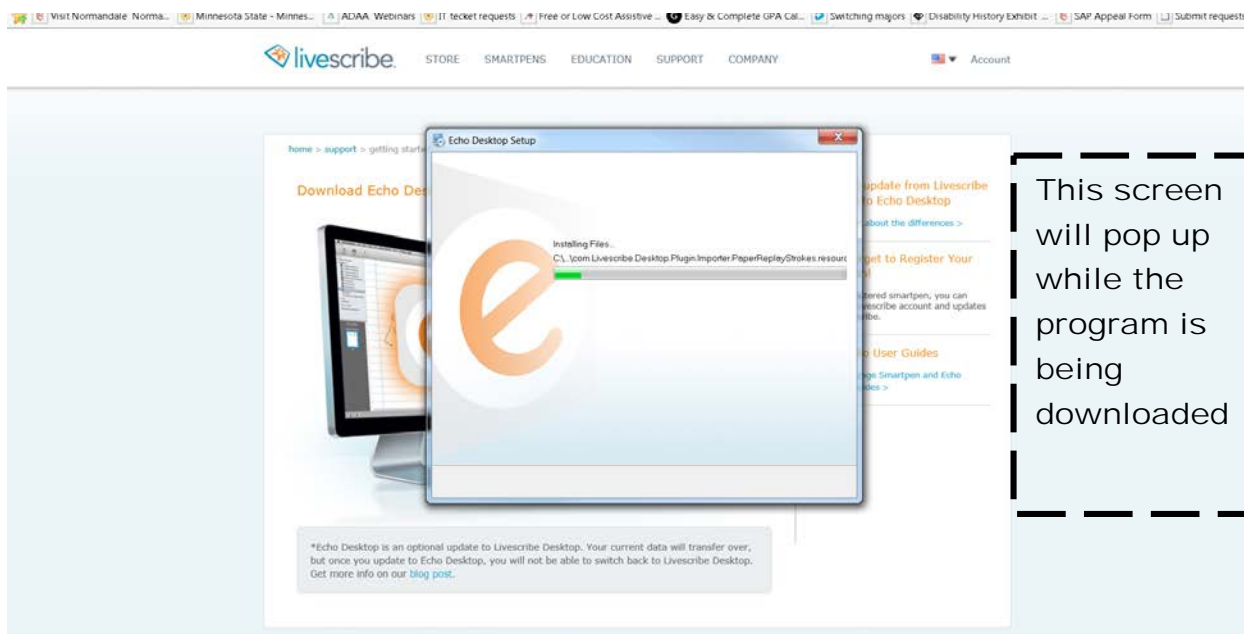 Visit Normandale Norma... Minnesota State - Minnes... ADAA Webinars IT tecket requests Free or Low Cost Assistive ... Easy & Complete GPA Cal... Switching majors Disability History Exhibit ... SAP Appeal Form Submit requests
livescribe. STORE SMARTPENS EDUCATION SUPPORT COMPANY Account
home > support > getting starte
Download Echo Des
Echo Desktop Setup
Installing Files...
C:\...\com.Livescribe.Desktop.Plugin.Importer.PaperReplayStrokes.resourc
update from Livescribe
o Echo Desktop
about the differences >
get to Register Your
tered smartpen, you can
vescribe account and updates
ribe.
o User Guides
Smartpen and Echo
des >
*Echo Desktop is an optional update to Livescribe Desktop. Your current data will transfer over,
but once you update to Echo Desktop, you will not be able to switch back to Livescribe Desktop.
Get more info on our blog post.
This screen
will pop up
while the
program is
being
downloaded